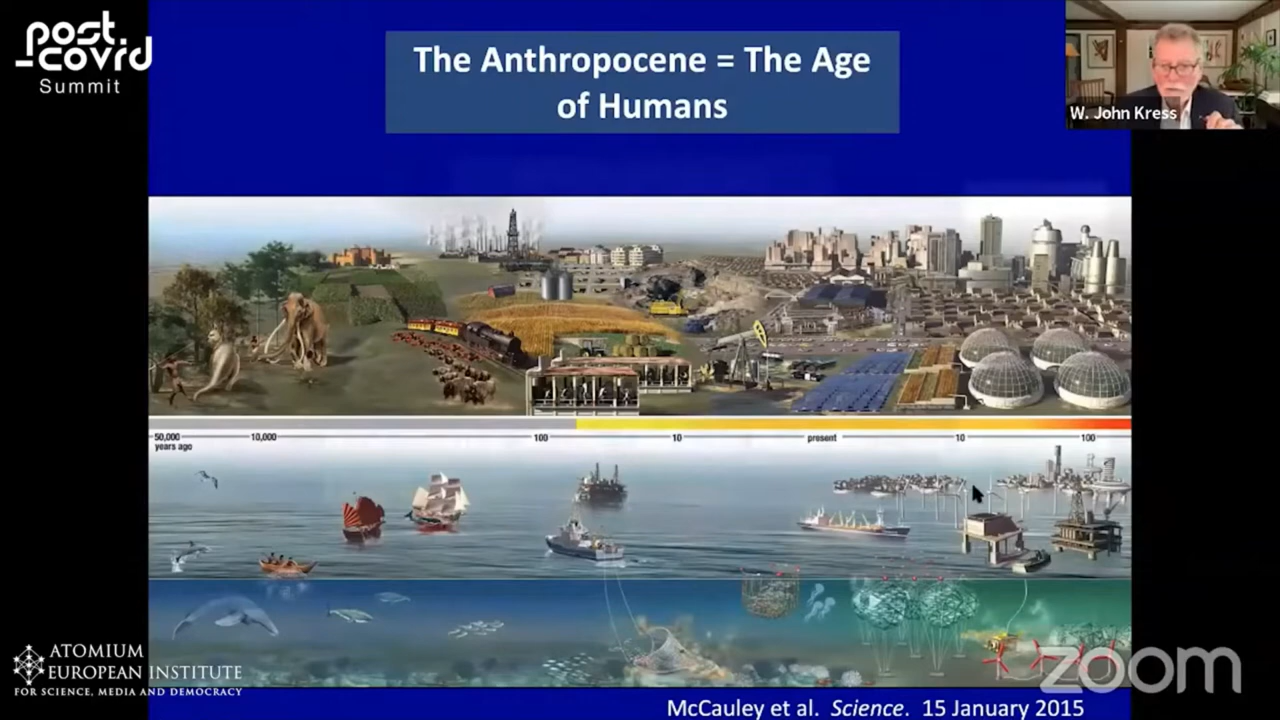 post.
-covid
Summit
The Anthropocene = The Age
of Humans
W. John Kress
50,000
years ago
10,000
100
10
present
10
100
ATOMIUM
EUROPEAN INSTITUTE
FOR SCIENCE, MEDIA AND DEMOCRACY
zoom
McCauley et al. Science. 15 January 2015